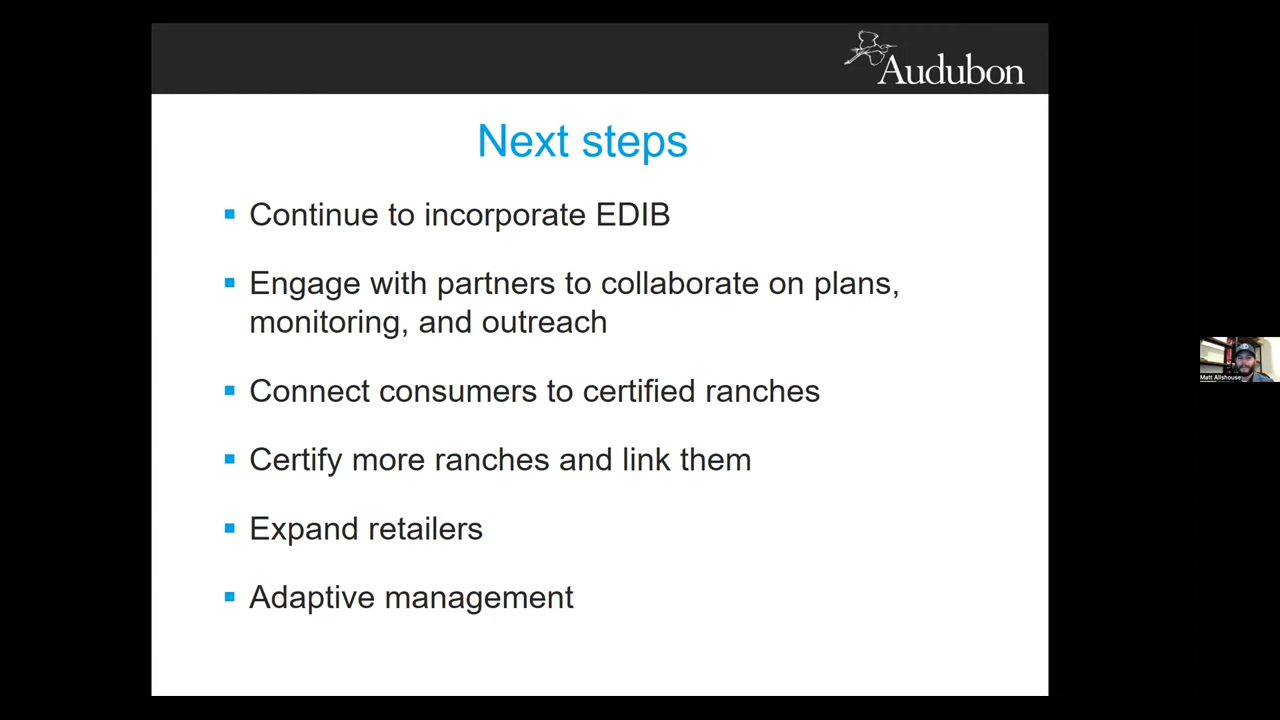 Audubon
Next steps
Continue to incorporate EDIB
Engage with partners to collaborate on plans,
monitoring, and outreach
Connect consumers to certified ranches
Certify more ranches and link them
Expand retailers
Adaptive management
Matt Allshouse